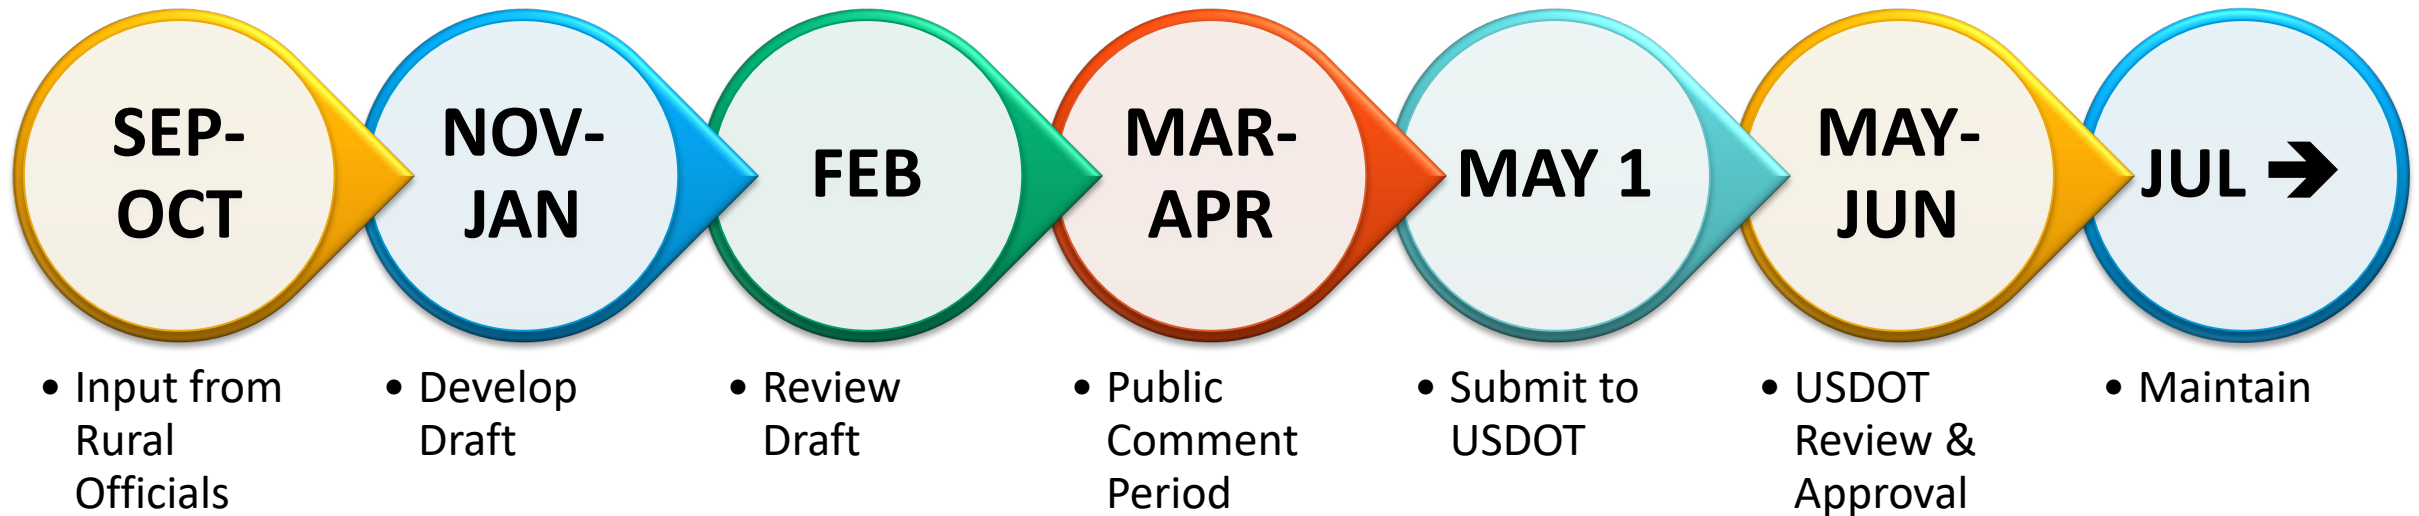 SEP-
OCT
• Input from
Rural
Officials
NOV-
JAN
• Develop
Draft
FEB
• Review
Draft
MAR-
APR
• Public
Comment
Period
MAY 1
• Submit to
USDOT
MAY-
JUN
• USDOT
Review &
Approval
JUL ➔
• Maintain